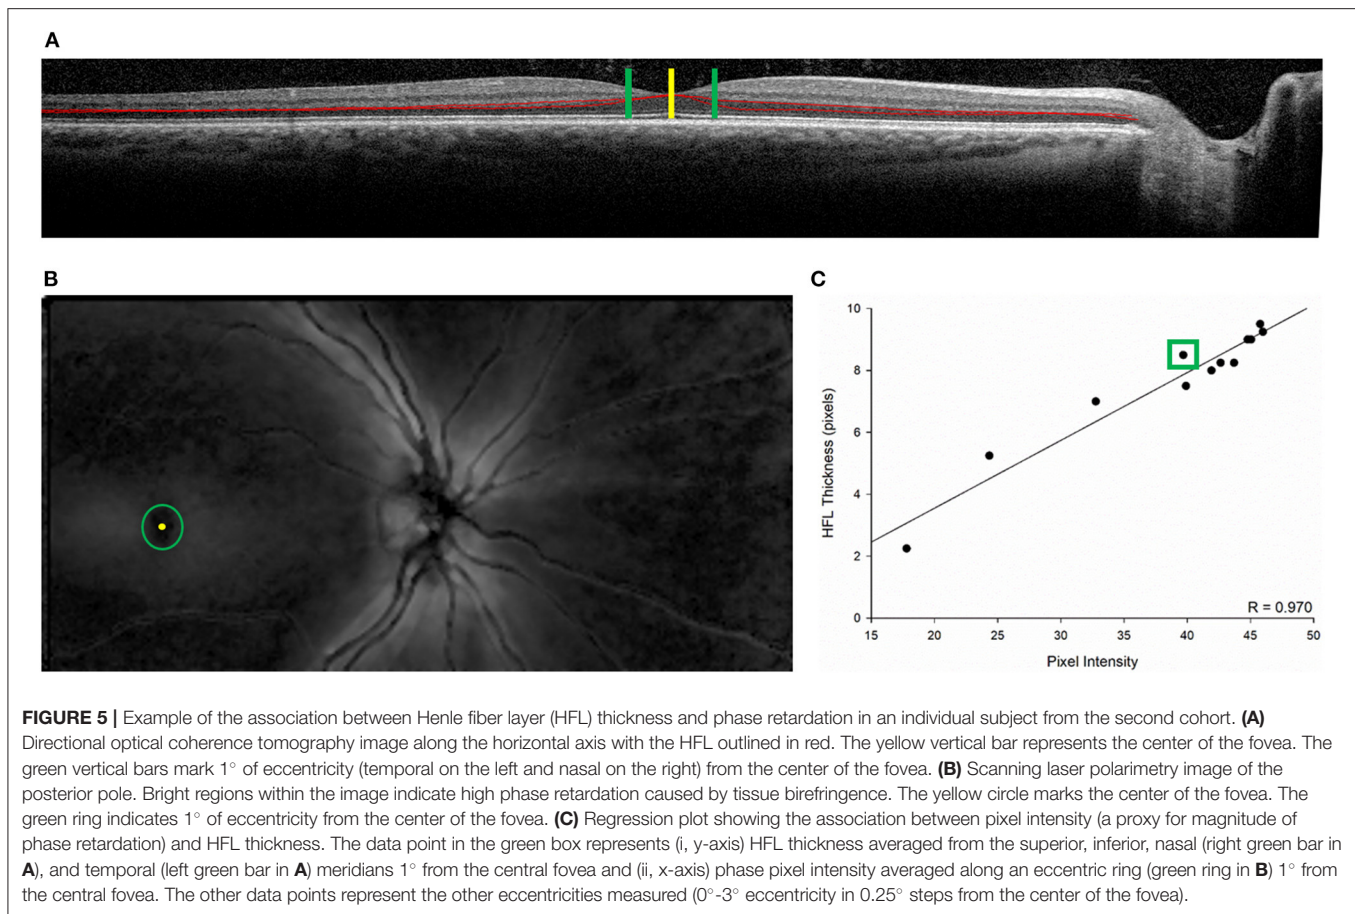 A
B
C
10
8
6
4
2
0
HFL Thickness (pixels)
R = 0.970
15 20 25 30 35 40 45 50
Pixel Intensity
FIGURE 5 | Example of the association between Henle fiber layer (HFL) thickness and phase retardation in an individual subject from the second cohort. (A)
Directional optical coherence tomography image along the horizontal axis with the HFL outlined in red. The yellow vertical bar represents the center of the fovea. The
green vertical bars mark 1° of eccentricity (temporal on the left and nasal on the right) from the center of the fovea. (B) Scanning laser polarimetry image of the
posterior pole. Bright regions within the image indicate high phase retardation caused by tissue birefringence. The yellow circle marks the center of the fovea. The
green ring indicates 1° of eccentricity from the center of the fovea. (C) Regression plot showing the association between pixel intensity (a proxy for magnitude of
phase retardation) and HFL thickness. The data point in the green box represents (i, y-axis) HFL thickness averaged from the superior, inferior, nasal (right green bar in
A), and temporal (left green bar in A) meridians 1° from the central fovea and (ii, x-axis) phase pixel intensity averaged along an eccentric ring (green ring in B) 1° from
the central fovea. The other data points represent the other eccentricities measured (0°-3° eccentricity in 0.25° steps from the center of the fovea).